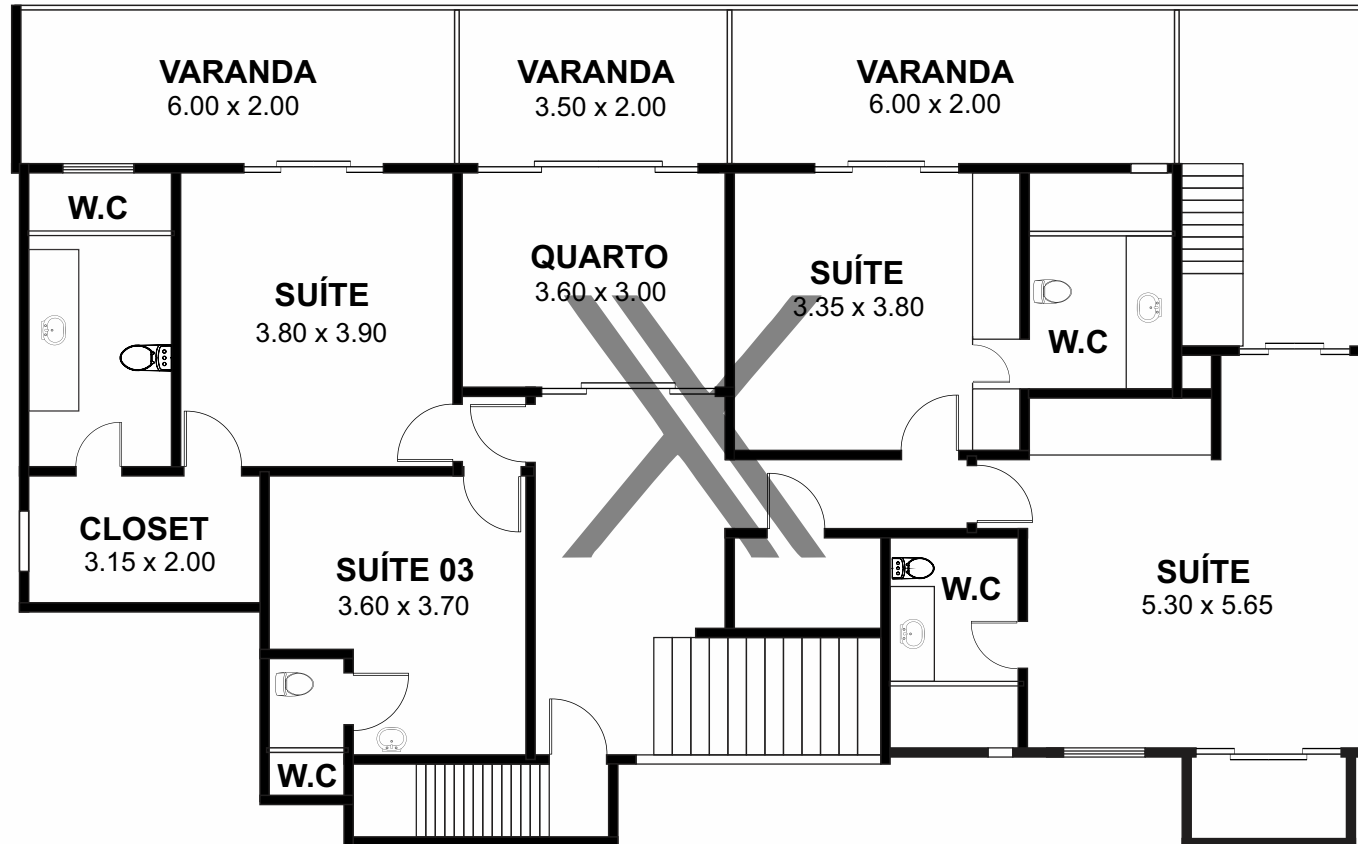 VARANDA
6.00 x 2.00
VARANDA
3.50 x 2.00
VARANDA
6.00 x 2.00
W.C
SUÍTE
3.80 x 3.90
QUARTO
3.60 x 3.00
SUÍTE
3.35 x 3.80
W.C
CLOSET
3.15 x 2.00
SUÍTE 03
3.60 x 3.70
W.C
SUÍTE
5.30 x 5.65
W.C